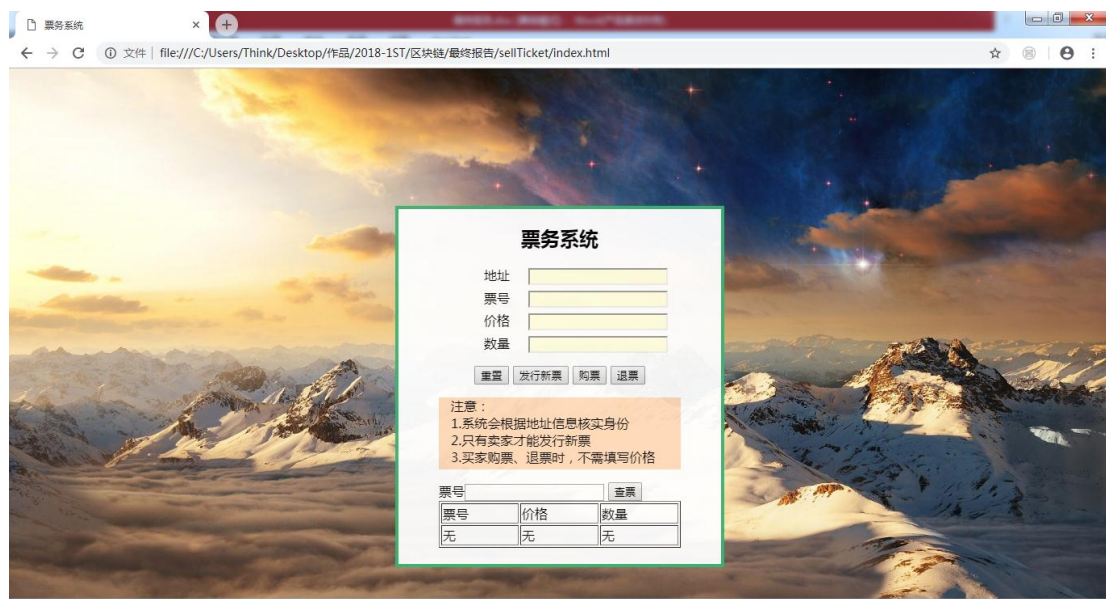 票务系统
文件 | file:///C:/Users/Think/Desktop/作品/2018-1ST/区块链/最终报告/sellTicket/index.html
票务系统
地址
票号
价格
数量
重置 发行新票 购票 退票
注意：
1.系统会根据地址信息核实身份
2.只有卖家才能发行新票
3.买家购票、退票时，不需填写价格
票号 查票
票号 价格 数量
无 无 无